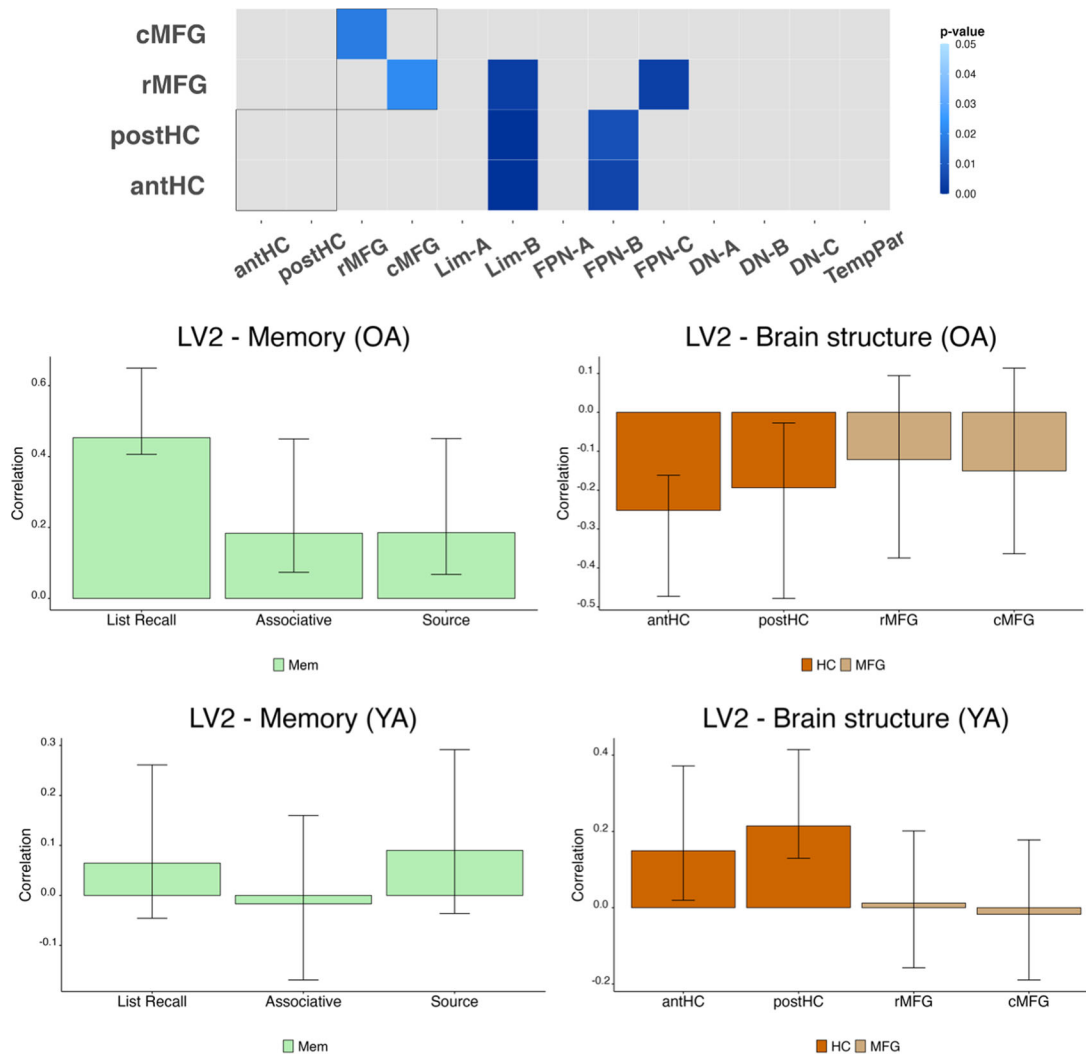 cMFG
rMFG
postHC
antHC
p-value
0.05
0.04
0.03
0.02
0.01
0.00
antHC postHC rMFG cMFG Lim-A Lim-B FPN-A FPN-B FPN-C DN-A DN-B DN-C TempPar
LV2 - Memory (OA)
Correlation
0.6
0.4
0.2
0.0
List Recall Associative Source
Mem
LV2 - Brain structure (OA)
Correlation
0.1
0.0
-0.1
-0.2
-0.3
-0.4
-0.5
antHC postHC rMFG cMFG
HC MFG
LV2 - Memory (YA)
Correlation
0.3
0.2
0.1
0.0
-0.1
List Recall Associative Source
Mem
LV2 - Brain structure (YA)
Correlation
0.4
0.2
0.0
-0.2
antHC postHC rMFG cMFG
HC MFG